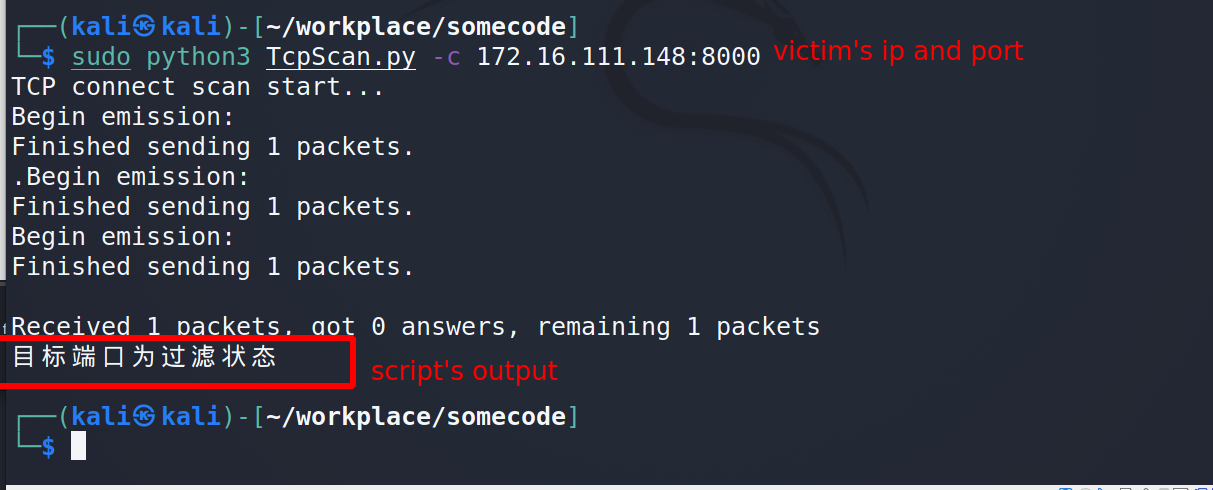 ┌──(kali㉿kali)-[~/workplace/somecode]
└─$ sudo python3 TcpScan.py -c 172.16.111.148:8000 victim's ip and port
TCP connect scan start...
Begin emission:
Finished sending 1 packets.
.Begin emission:
Finished sending 1 packets.
Begin emission:
Finished sending 1 packets.
Received 1 packets, got 0 answers, remaining 1 packets
目标端口为过滤状态 script's output
┌──(kali㉿kali)-[~/workplace/somecode]
└─$